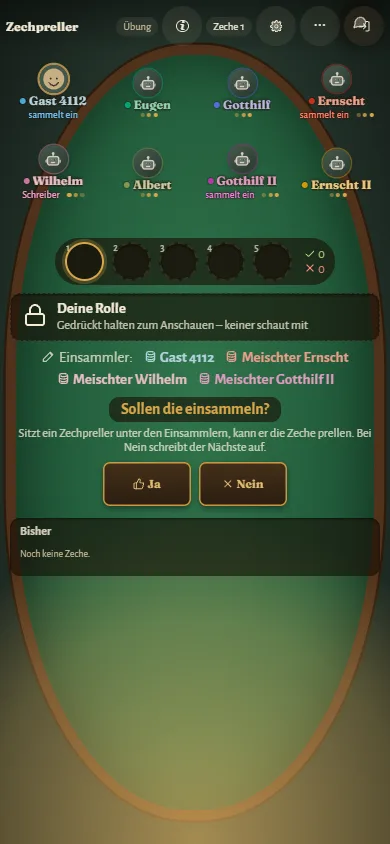 Zechpreller Übung Zeche 1
Gast 4112 Eugen Gotthilf Ernscht
sammelt ein sammelt ein
Wilhelm Albert Gotthilf II Ernscht II
Schreiber sammelt ein
1 2 3 4 5 0
0
Deine Rolle
Gedrückt halten zum Anschauen – keiner schaut mit
Einsammler: Gast 4112 Meischter Ernscht
Meischter Wilhelm Meischter Gotthilf II
Sollen die einsammeln?
Sitzt ein Zechpreller unter den Einsammlern, kann er die Zeche prellen. Bei
Nein schreibt der Nächste auf.
Ja Nein
Bisher
Noch keine Zeche.